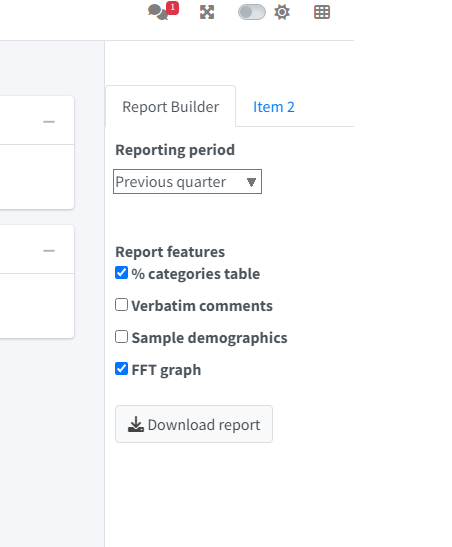 1
Report Builder Item 2
Reporting period
Previous quarter
Report features
% categories table
Verbatim comments
Sample demographics
FFT graph
Download report